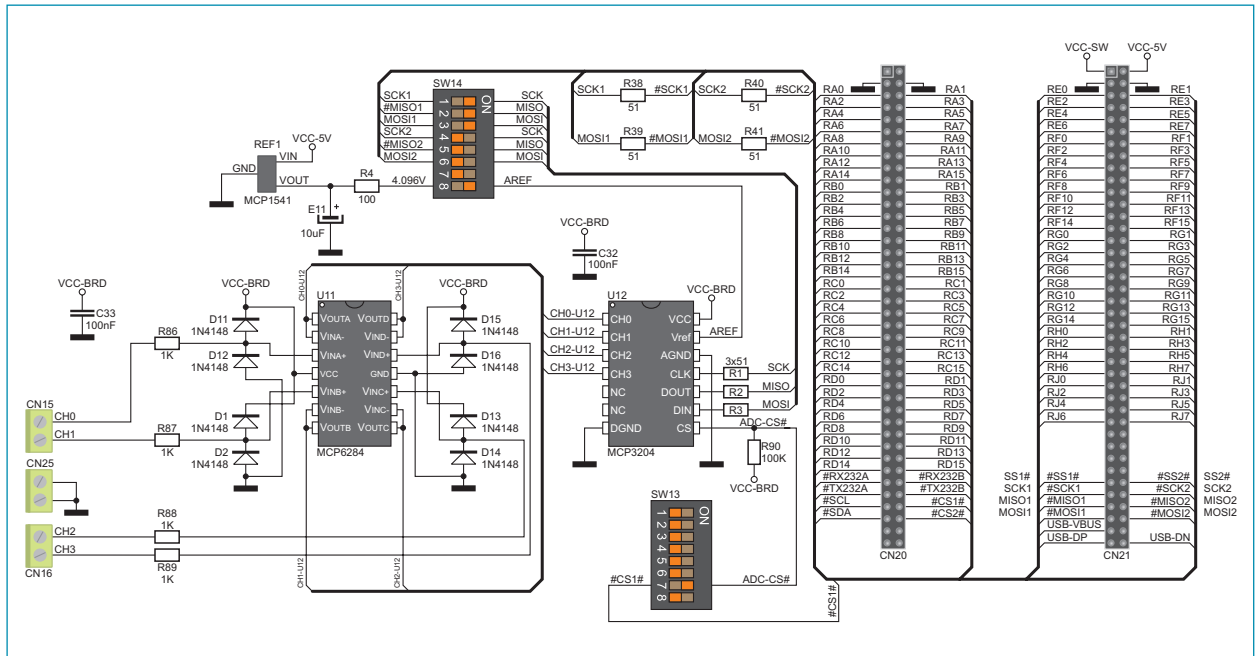 SW14
ON
SCK1
#MISO1
MOSI1
SCK2
#MISO2
MOSI2
1
2
3
4
5
6
7
8
SCK
MISO
MOSI
SCK
MISO
MOSI
4.096V
AREF
SCK1
R38
51
#SCK1
SCK2
R40
51
#SCK2
MOSI1
R39
51
#MOSI1
MOSI2
R41
51
#MOSI2
REF1
VCC-5V
VIN
GND
VOUT
MCP1541
R4
100
E11
+
10uF
VCC-BRD
C32
100nF
VCC-BRD
C33
100nF
VCC-BRD
D11
1N4148
D12
1N4148
D1
1N4148
D2
1N4148
R86
1K
R87
1K
CN15
CH0
CH1
CN25
CN16
CH2
CH3
R88
1K
R89
1K
CH0-U12
CH3-U12
CH1-U12
CH2-U12
U11
VOUTA
VINA-
VINA+
VCC
VINB+
VINB-
VOUTB
VOUTD
VIND-
VIND+
GND
VINC+
VINC-
VOUTC
MCP6284
VCC-BRD
D15
1N4148
D16
1N4148
D13
1N4148
D14
1N4148
CH0-U12
CH1-U12
CH2-U12
CH3-U12
U12
CH0
CH1
CH2
CH3
NC
NC
DGND
VCC
Vref
AGND
CLK
DOUT
DIN
CS
MCP3204
VCC-BRD
AREF
3x51
R1
SCK
R2
MISO
R3
MOSI
ADC-CS#
R90
100K
VCC-BRD
SW13
ON
1
2
3
4
5
6
7
8
#CS1#
ADC-CS#
#CS1#
RA0 RA1
RA2 RA3
RA4 RA5
RA6 RA7
RA8 RA9
RA10 RA11
RA12 RA13
RA14 RA15
RB0 RB1
RB2 RB3
RB4 RB5
RB6 RB7
RB8 RB9
RB10 RB11
RB12 RB13
RB14 RB15
RC0 RC1
RC2 RC3
RC4 RC5
RC6 RC7
RC8 RC9
RC10 RC11
RC12 RC13
RC14 RC15
RD0 RD1
RD2 RD3
RD4 RD5
RD6 RD7
RD8 RD9
RD10 RD11
RD12 RD13
RD14 RD15
#RX232A #RX232B
#TX232A #TX232B
#SCL #CS1#
#SDA #CS2#
CN20
VCC-SW VCC-5V
RE0 RE1
RE2 RE3
RE4 RE5
RE6 RE7
RF0 RF1
RF2 RF3
RF4 RF5
RF6 RF7
RF8 RF9
RF10 RF11
RF12 RF13
RF14 RF15
RG0 RG1
RG2 RG3
RG4 RG5
RG6 RG7
RG8 RG9
RG10 RG11
RG12 RG13
RG14 RG15
RH0 RH1
RH2 RH3
RH4 RH5
RH6 RH7
RJ0 RJ1
RJ2 RJ3
RJ4 RJ5
RJ6 RJ7
SS1# #SS1# #SS2# SS2#
SCK1 #SCK1 #SCK2 SCK2
MISO1 #MISO1 #MISO2 MISO2
MOSI1 #MOSI1 #MOSI2 MOSI2
USB-VBUS
USB-DP USB-DN
CN21